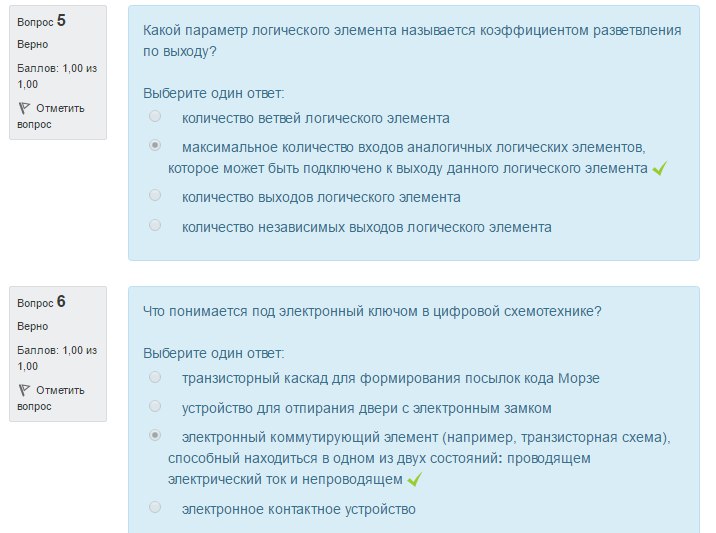 Вопрос 5
Верно
Баллов: 1,00 из
1,00
Отметить
вопрос
Какой параметр логического элемента называется коэффициентом разветвления
по выходу?
Выберите один ответ:
количество ветвей логического элемента
максимальное количество входов аналогичных логических элементов,
которое может быть подключено к выходу данного логического элемента
количество выходов логического элемента
количество независимых выходов логического элемента
Вопрос 6
Верно
Баллов: 1,00 из
1,00
Отметить
вопрос
Что понимается под электронный ключом в цифровой схемотехнике?
Выберите один ответ:
транзисторный каскад для формирования посылок кода Морзе
устройство для отпирания двери с электронным замком
электронный коммутирующий элемент (например, транзисторная схема),
способный находиться в одном из двух состояний: проводящем
электрический ток и непроводящем
электронное контактное устройство